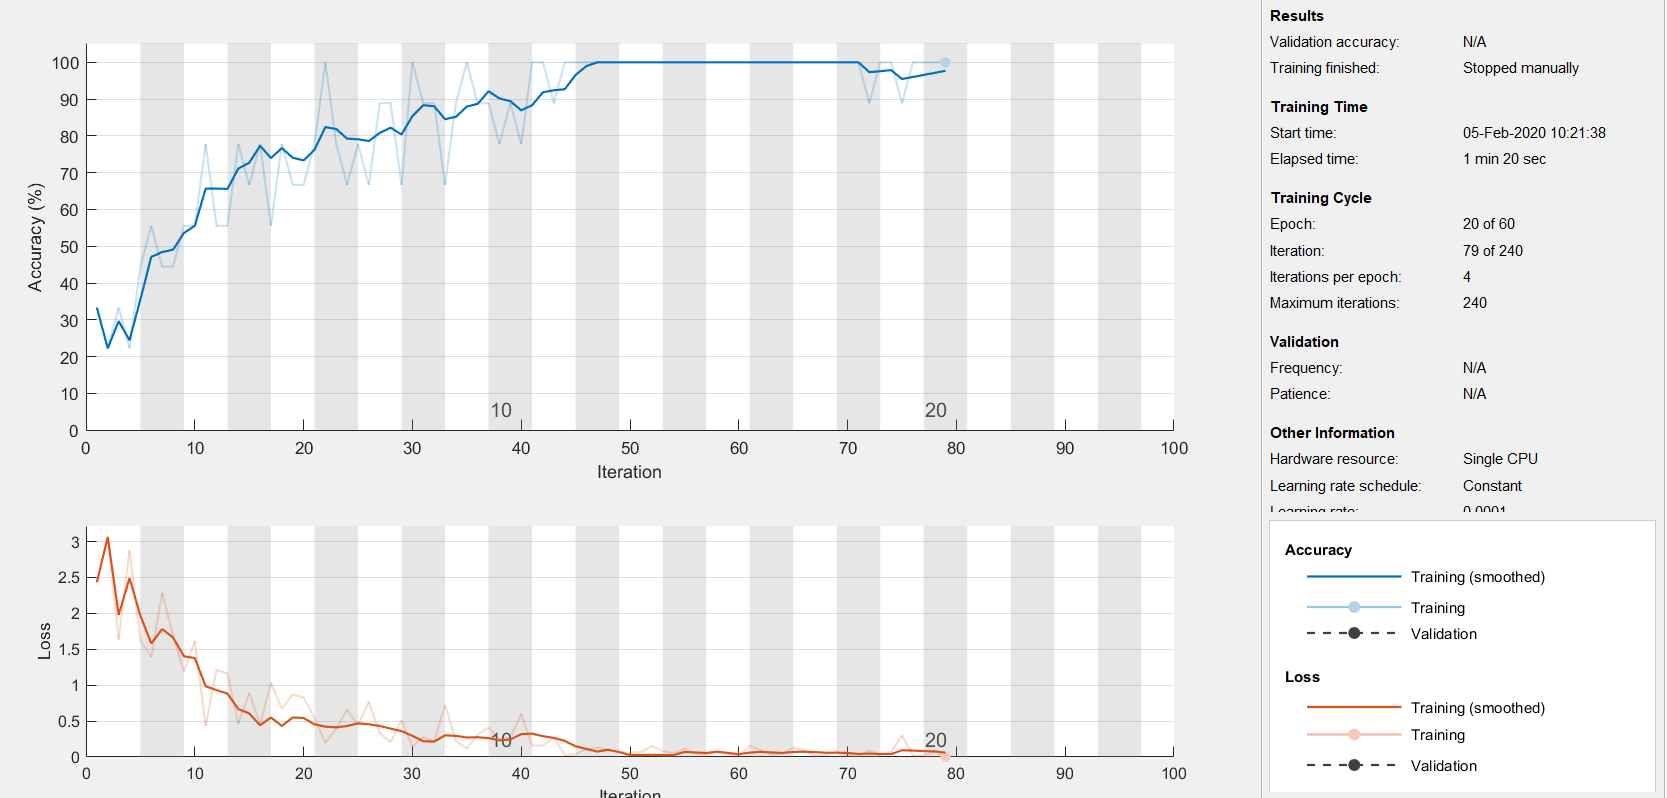 100
90
80
70
60
50
40
30
20
10
0
Accuracy (%)
10
20
0 10 20 30 40 50 60 70 80 90 100
Iteration
3
2.5
2
1.5
1
0.5
0
Loss
10
20
0 10 20 30 40 50 60 70 80 90 100
Iteration
Results
Validation accuracy: N/A
Training finished: Stopped manually
Training Time
Start time: 05-Feb-2020 10:21:38
Elapsed time: 1 min 20 sec
Training Cycle
Epoch: 20 of 60
Iteration: 79 of 240
Iterations per epoch: 4
Maximum iterations: 240
Validation
Frequency: N/A
Patience: N/A
Other Information
Hardware resource: Single CPU
Learning rate schedule: Constant
Learning rate: 0.0001
Accuracy
Training (smoothed)
Training
Validation
Loss
Training (smoothed)
Training
Validation